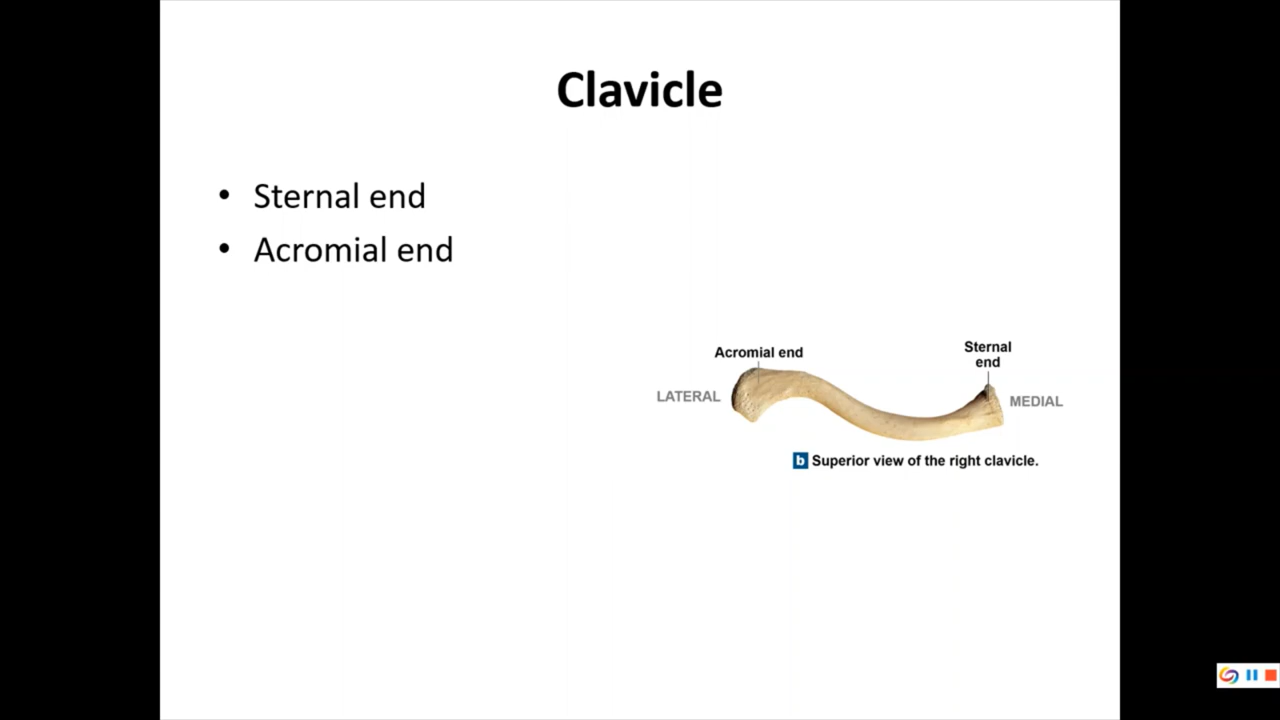 Clavicle
• Sternal end
• Acromial end
Acromial end
Sternal
end
LATERAL
MEDIAL
b Superior view of the right clavicle.